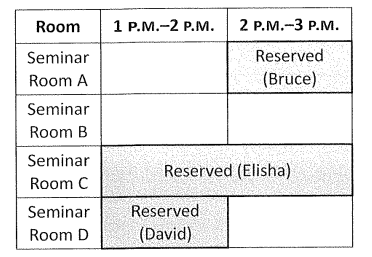 Room 1 P.M.–2 P.M. 2 P.M.–3 P.M.
Seminar
Room A
Reserved
(Bruce)
Seminar
Room B
Seminar
Room C
Reserved (Elisha)
Seminar
Room D
Reserved
(David)